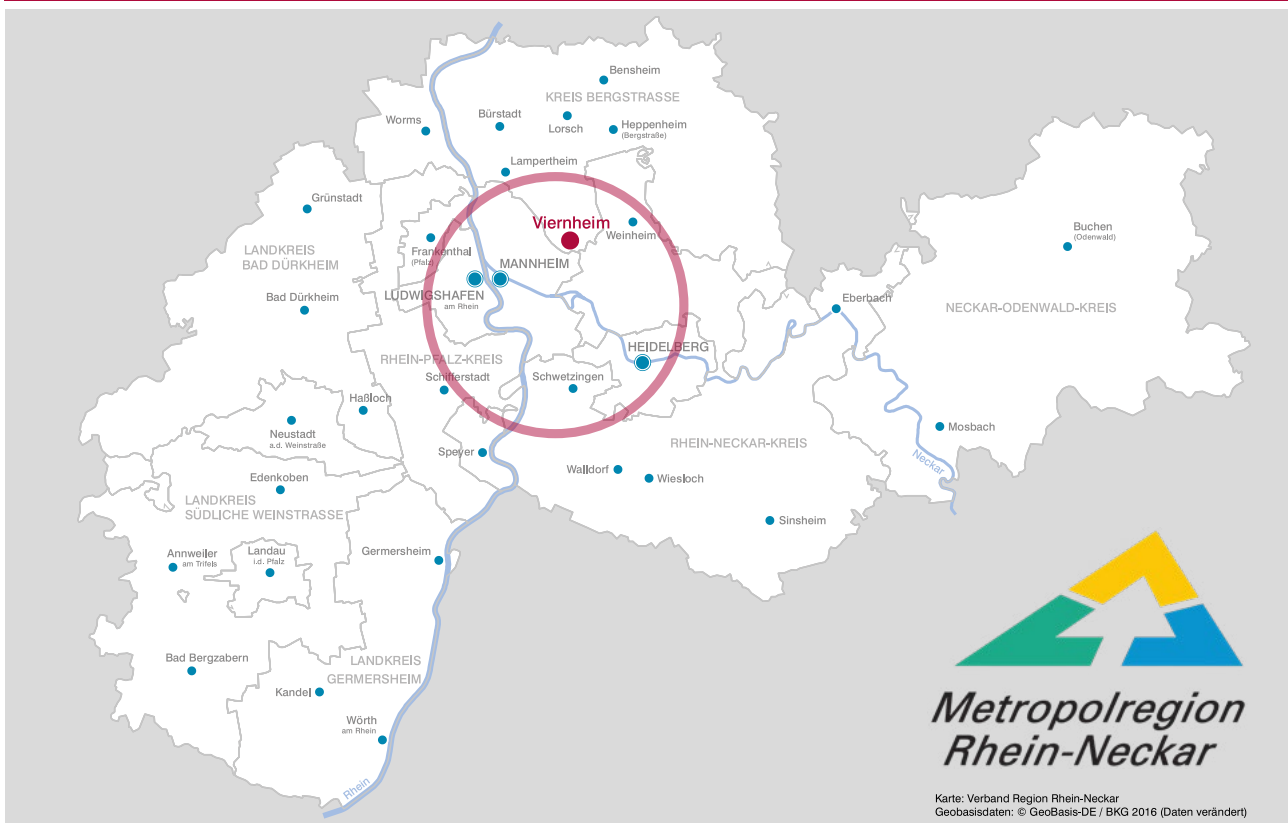 Bensheim
KREIS BERGSTRASSE
Worms
Bürstadt
Lorsch
Heppenheim
(Bergstraße)
Lampertheim
Grünstadt
Viernheim
Weinheim
Buchen
(Odenwald)
LANDKREIS
BAD DÜRKHEIM
Frankenthal
(Pfalz)
MANNHEIM
LUDWIGSHAFEN
am Rhein
Bad Dürkheim
Eberbach
NECKAR-ODENWALD-KREIS
HEIDELBERG
RHEIN-PFALZ-KREIS
Schifferstadt
Schwetzingen
Haßloch
Neustadt
a.d. Weinstraße
Mosbach
RHEIN-NECKAR-KREIS
Speyer
Neckar
Walldorf
Wiesloch
Edenkoben
LANDKREIS
SÜDLICHE WEINSTRASSE
Sinsheim
Annweiler
am Trifels
Landau
i.d. Pfalz
Germersheim
Bad Bergzabern
LANDKREIS
GERMERSHEIM
Kandel
Wörth
am Rhein
Rhein
Metropolregion
Rhein-Neckar
Karte: Verband Region Rhein-Neckar
Geobasisdaten: © GeoBasis-DE / BKG 2016 (Daten verändert)